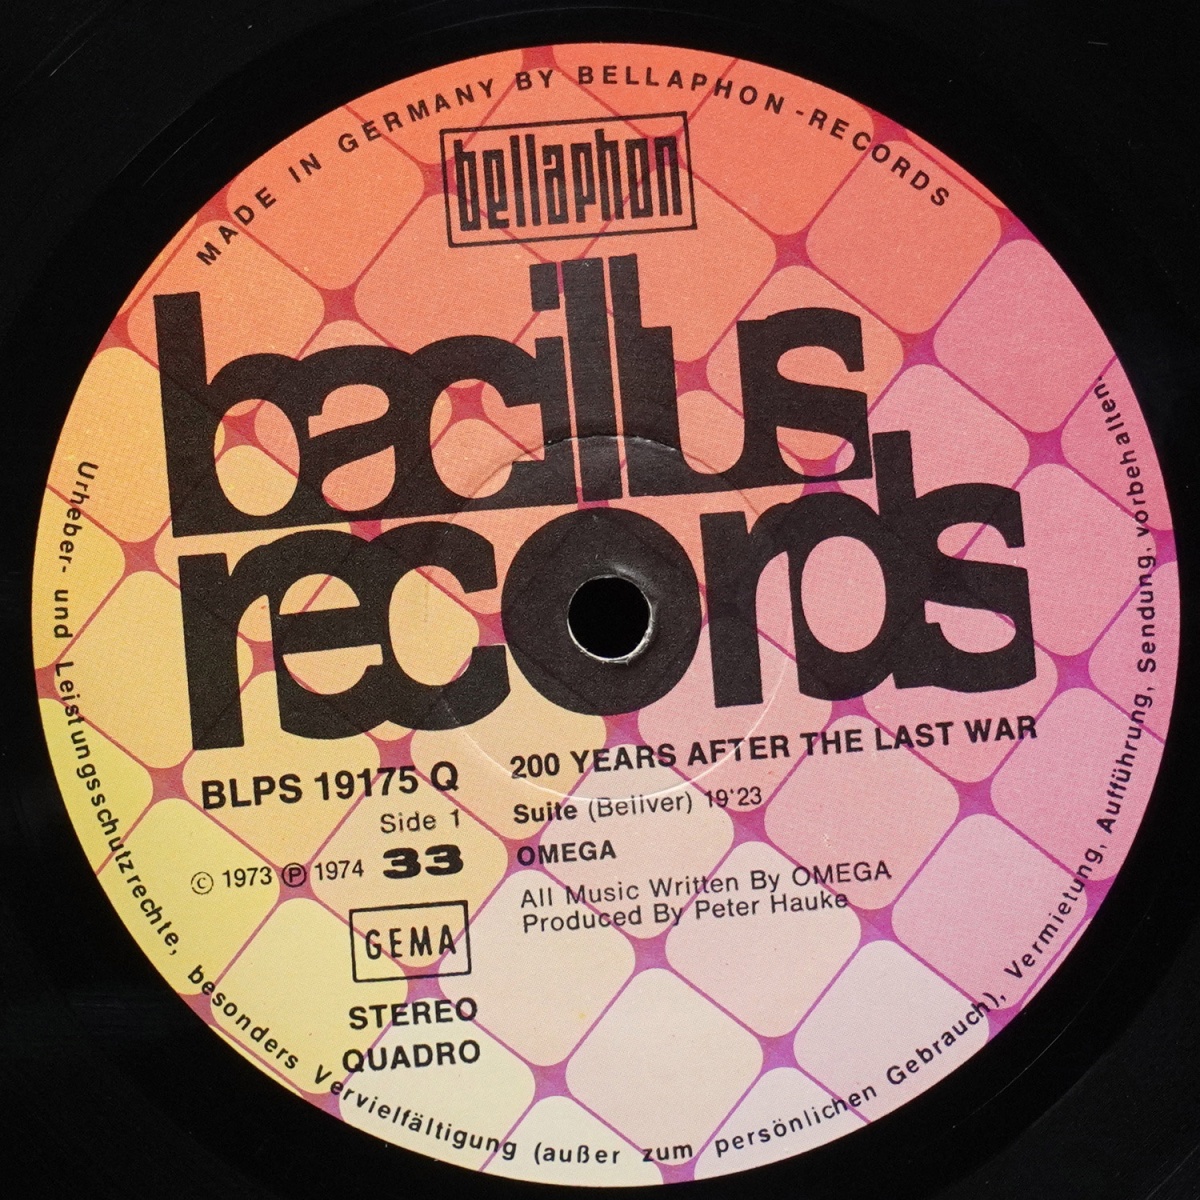 MADE IN GERMANY BY BELLAPHON-RECORDS
bellaphon
bacillus
records
BLPS 19175 Q
Side 1
33
© 1973 Ⓟ 1974
GEMA
STEREO
QUADRO
200 YEARS AFTER THE LAST WAR
Suite (Beiiver) 19'23
OMEGA
All Music Written By OMEGA
Produced By Peter Hauke
Urheber- und Leistungsschutzrechte, besonders Vervielfältigung (außer zum persönlichen Gebrauch), Vermietung, Aufführung, Sendung, vorbehalten.